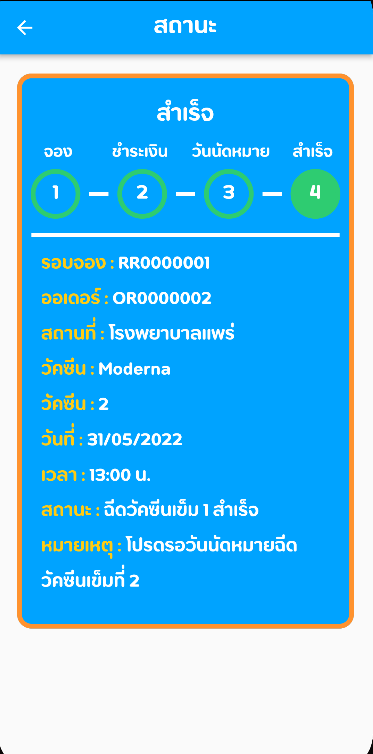 สถานะ
สำเร็จ
จอง ชำระเงิน วันนัดหมาย สำเร็จ
1 2 3 4
รอบจอง : RR0000001
ออเดอร์ : OR0000002
สถานที่ : โรงพยาบาลแพร่
วัคซีน : Moderna
วัคซีน : 2
วันที่ : 31/05/2022
เวลา : 13:00 น.
สถานะ : ฉีดวัคซีนเข็ม 1 สำเร็จ
หมายเหตุ : โปรดรอวันนัดหมายฉีด
วัคซีนเข็มที่ 2